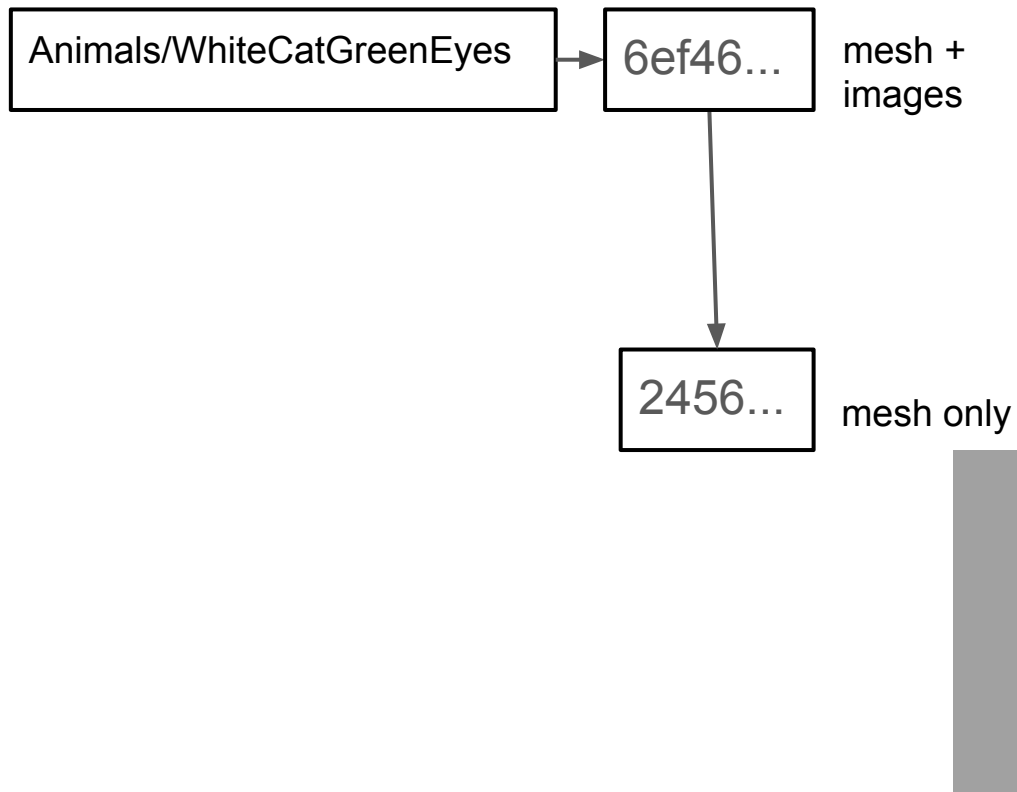 Animals/WhiteCatGreenEyes
6ef46...
mesh +
images
2456...
mesh only